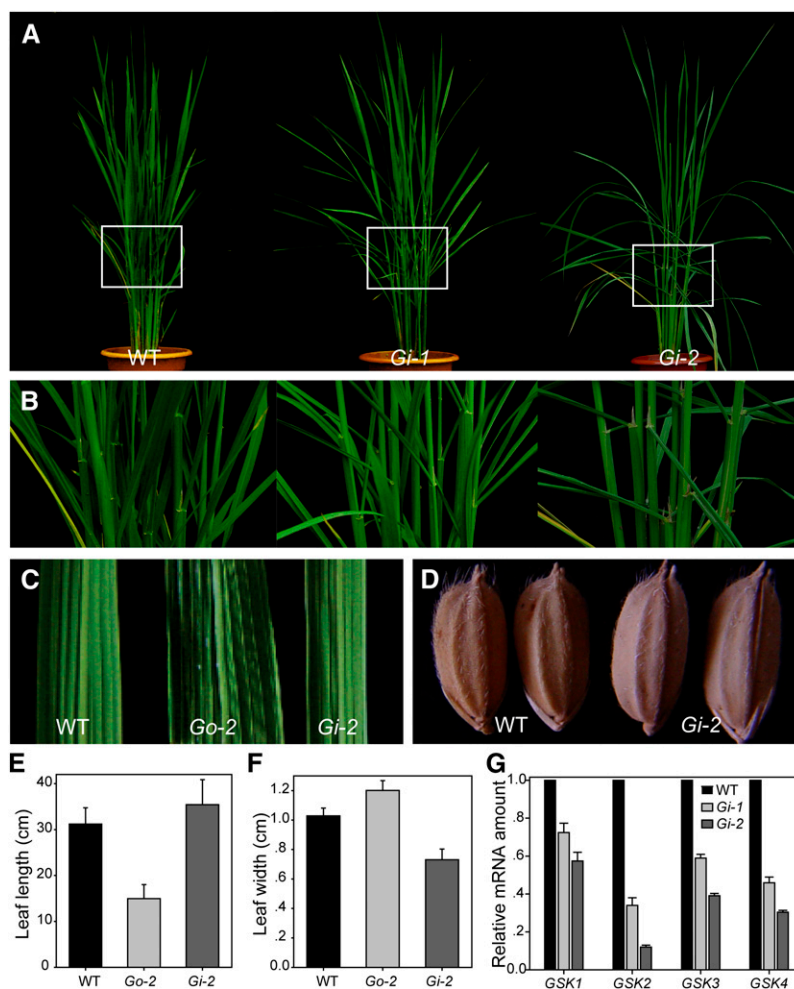 A
WT
Gi-1
Gi-2
B
C
WT
Go-2
Gi-2
D
WT
Gi-2
E
Leaf length (cm)
40
30
20
10
0
WT
Go-2
Gi-2
F
Leaf width (cm)
1.2
1.0
.8
.6
.4
.2
.0
WT
Go-2
Gi-2
G
Relative mRNA amount
1.0
.8
.6
.4
.2
0.0
WT
Gi-1
Gi-2
GSK1
GSK2
GSK3
GSK4